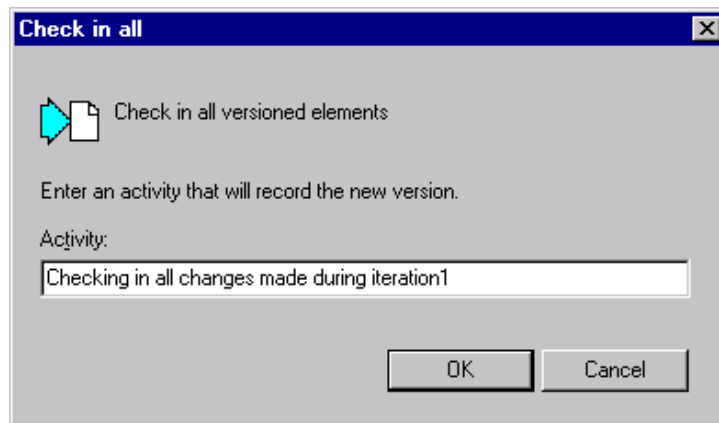 Check in all
Check in all versioned elements
Enter an activity that will record the new version.
Activity:
Checking in all changes made during iteration1
OK Cancel